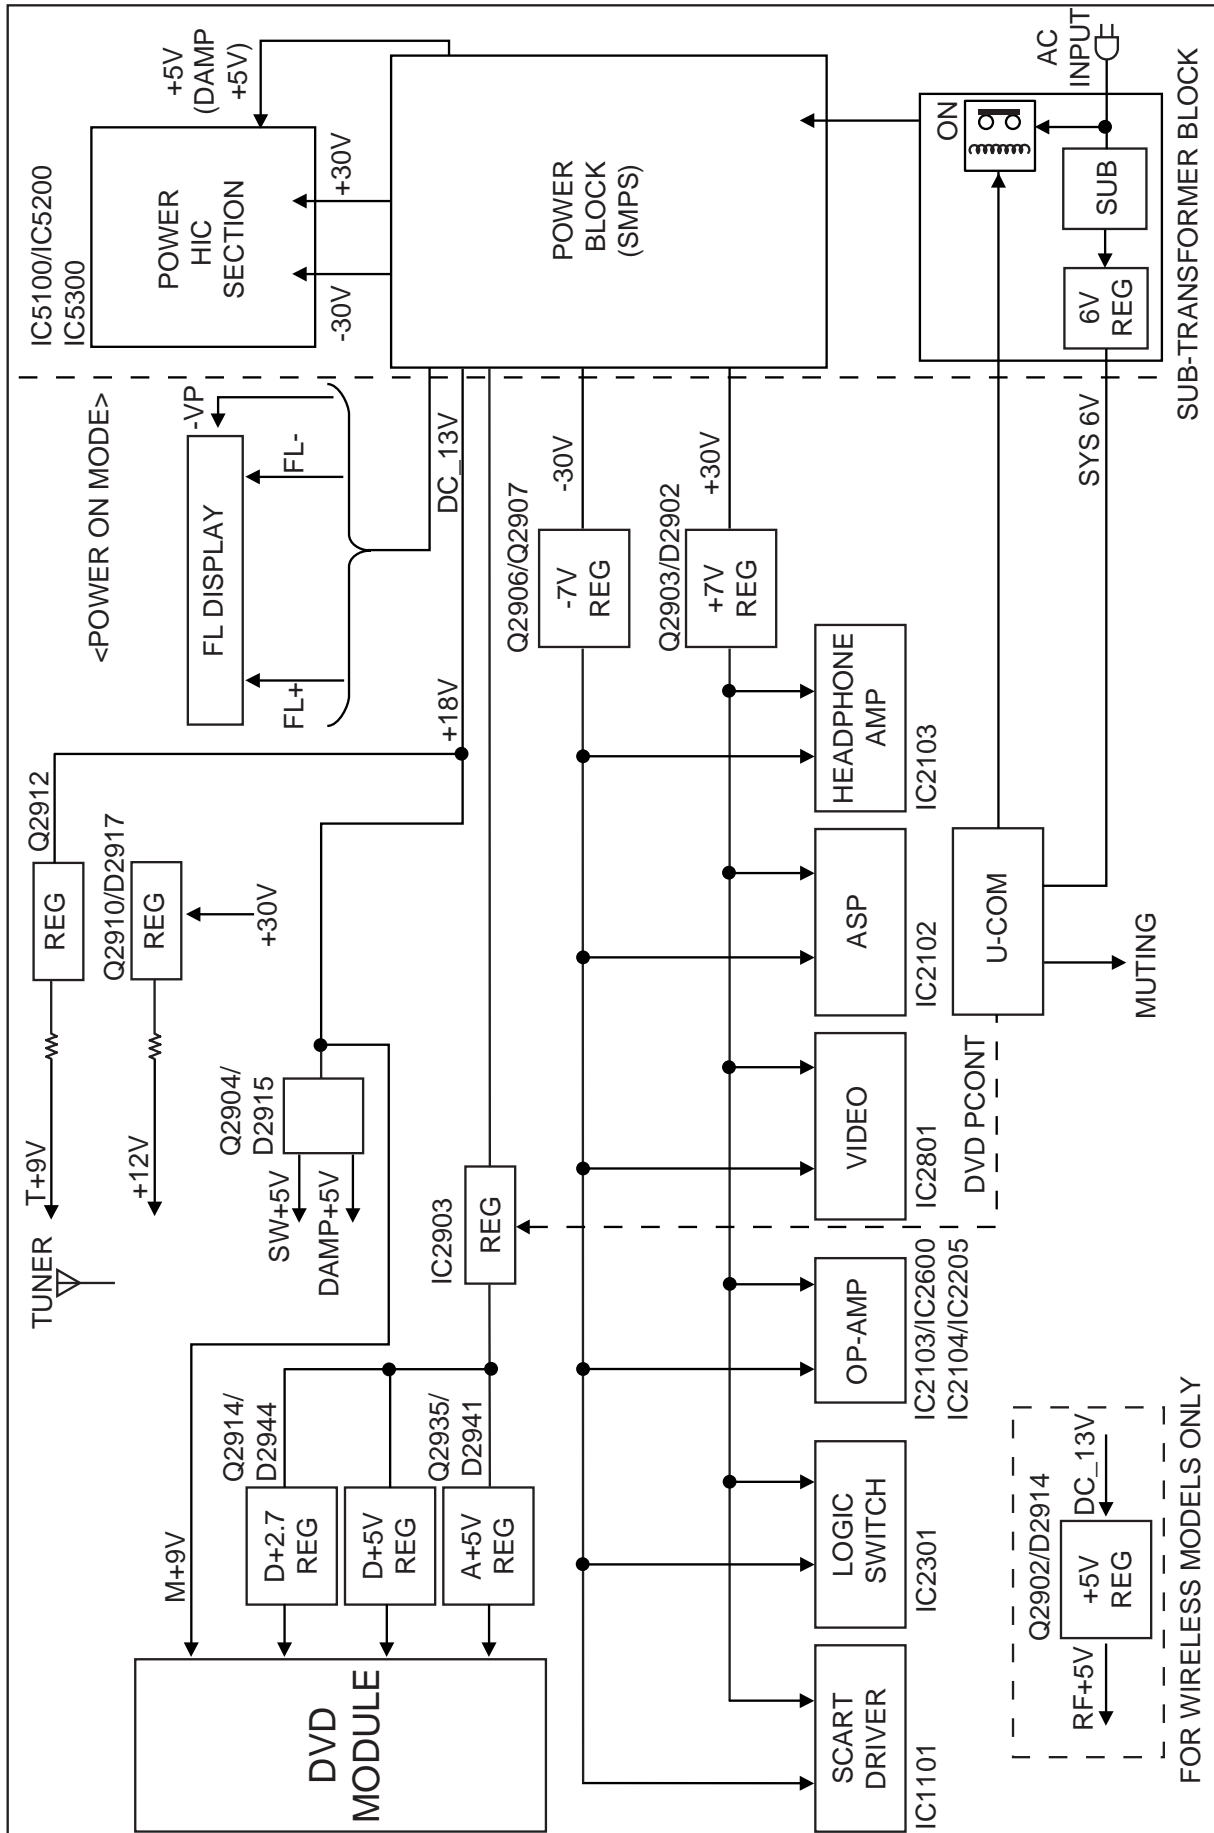 <POWER ON MODE>
IC5100/IC5200
IC5300
POWER
HIC
SECTION
+5V
(DAMP
+5V)
-30V
+30V
POWER
BLOCK
(SMPS)
AC
INPUT
ON
SUB
6V
REG
SUB-TRANSFORMER BLOCK
SYS 6V
-VP
FL DISPLAY
FL+
FL-
+18V
DC_13V
Q2912
REG
T+9V
TUNER
Q2910/D2917
REG
+30V
+12V
Q2904/
D2915
SW+5V
DAMP+5V
IC2903
REG
M+9V
Q2914/
D2944
D+2.7
REG
D+5V
REG
Q2935/
D2941
A+5V
REG
DVD
MODULE
Q2906/Q2907
-7V
REG
-30V
Q2903/D2902
+7V
REG
+30V
SCART
DRIVER
IC1101
LOGIC
SWITCH
IC2301
OP-AMP
IC2103/IC2600
IC2104/IC2205
VIDEO
IC2801
ASP
IC2102
HEADPHONE
AMP
IC2103
DVD PCONT
U-COM
MUTING
Q2902/D2914
RF+5V
+5V
REG
DC_13V
FOR WIRELESS MODELS ONLY